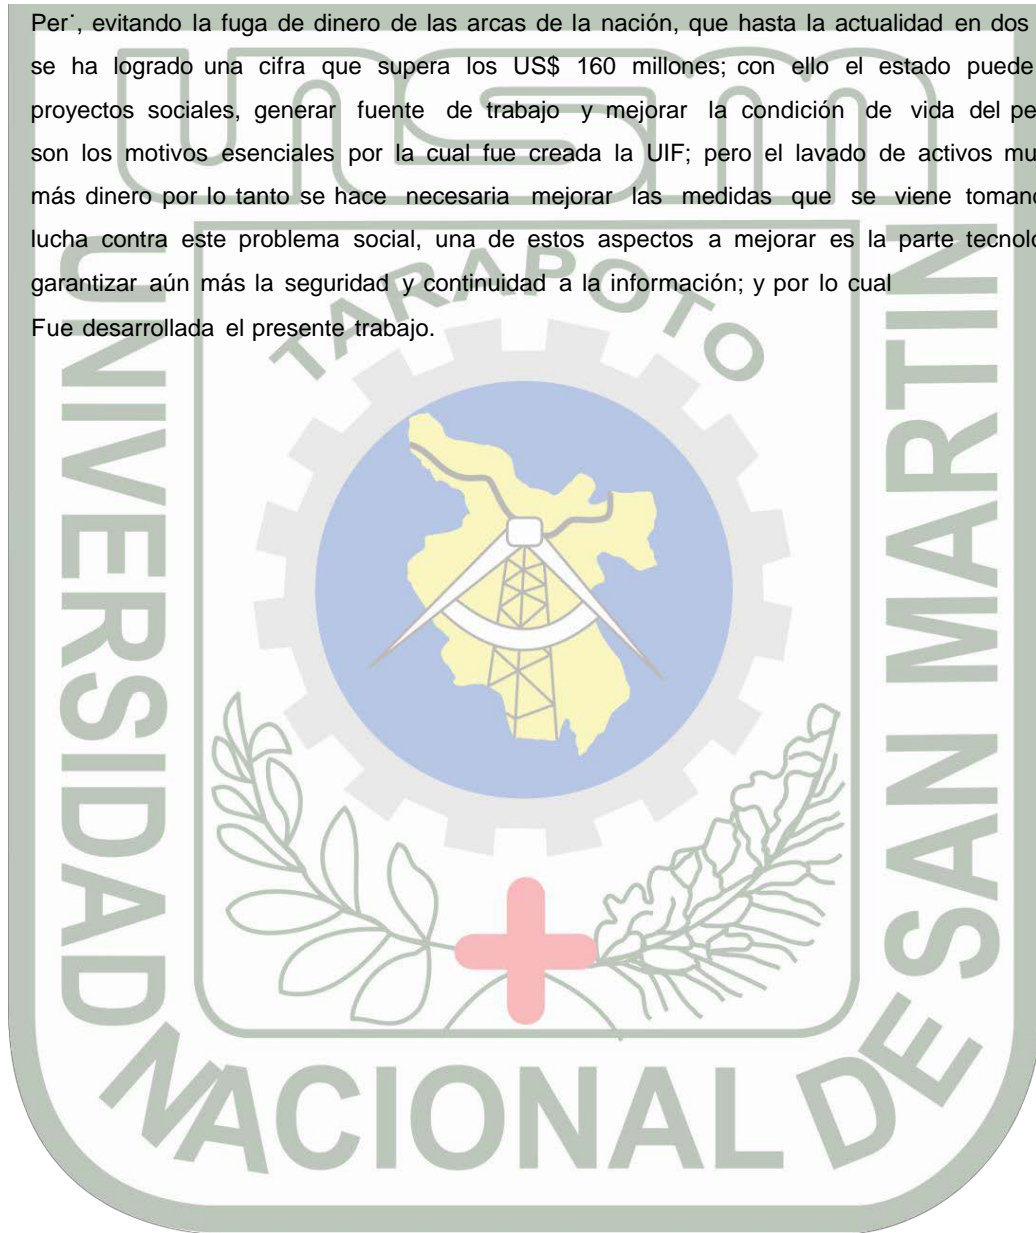 Per˙, evitando la fuga de dinero de las arcas de la nación, que hasta la actualidad en dos
se ha logrado una cifra que supera los US$ 160 millones; con ello el estado puede
proyectos sociales, generar fuente de trabajo y mejorar la condición de vida del
son los motivos esenciales por la cual fue creada la UIF; pero el lavado de activos
más dinero por lo tanto se hace necesaria mejorar las medidas que se viene
lucha contra este problema social, una de estos aspectos a mejorar es la parte
garantizar aún más la seguridad y continuidad a la información; y por lo cual
Fue desarrollada el presente trabajo.
unsm
TARAPOTO
UNIVERSIDAD
NACIONAL DE
SAN MARTIN